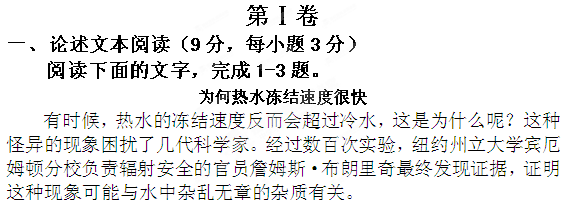 第Ⅰ卷
一、论述文本阅读（9分，每小题3分）
阅读下面的文字，完成1-3题。
为何热水冻结速度很快
有时候，热水的冻结速度反而会超过冷水，这是为什么呢？这种
怪异的现象困扰了几代科学家。经过数百次实验，纽约州立大学宾厄
姆顿分校负责辐射安全的官员詹姆斯·布朗里奇最终发现证据，证明
这种现象可能与水中杂乱无章的杂质有关。